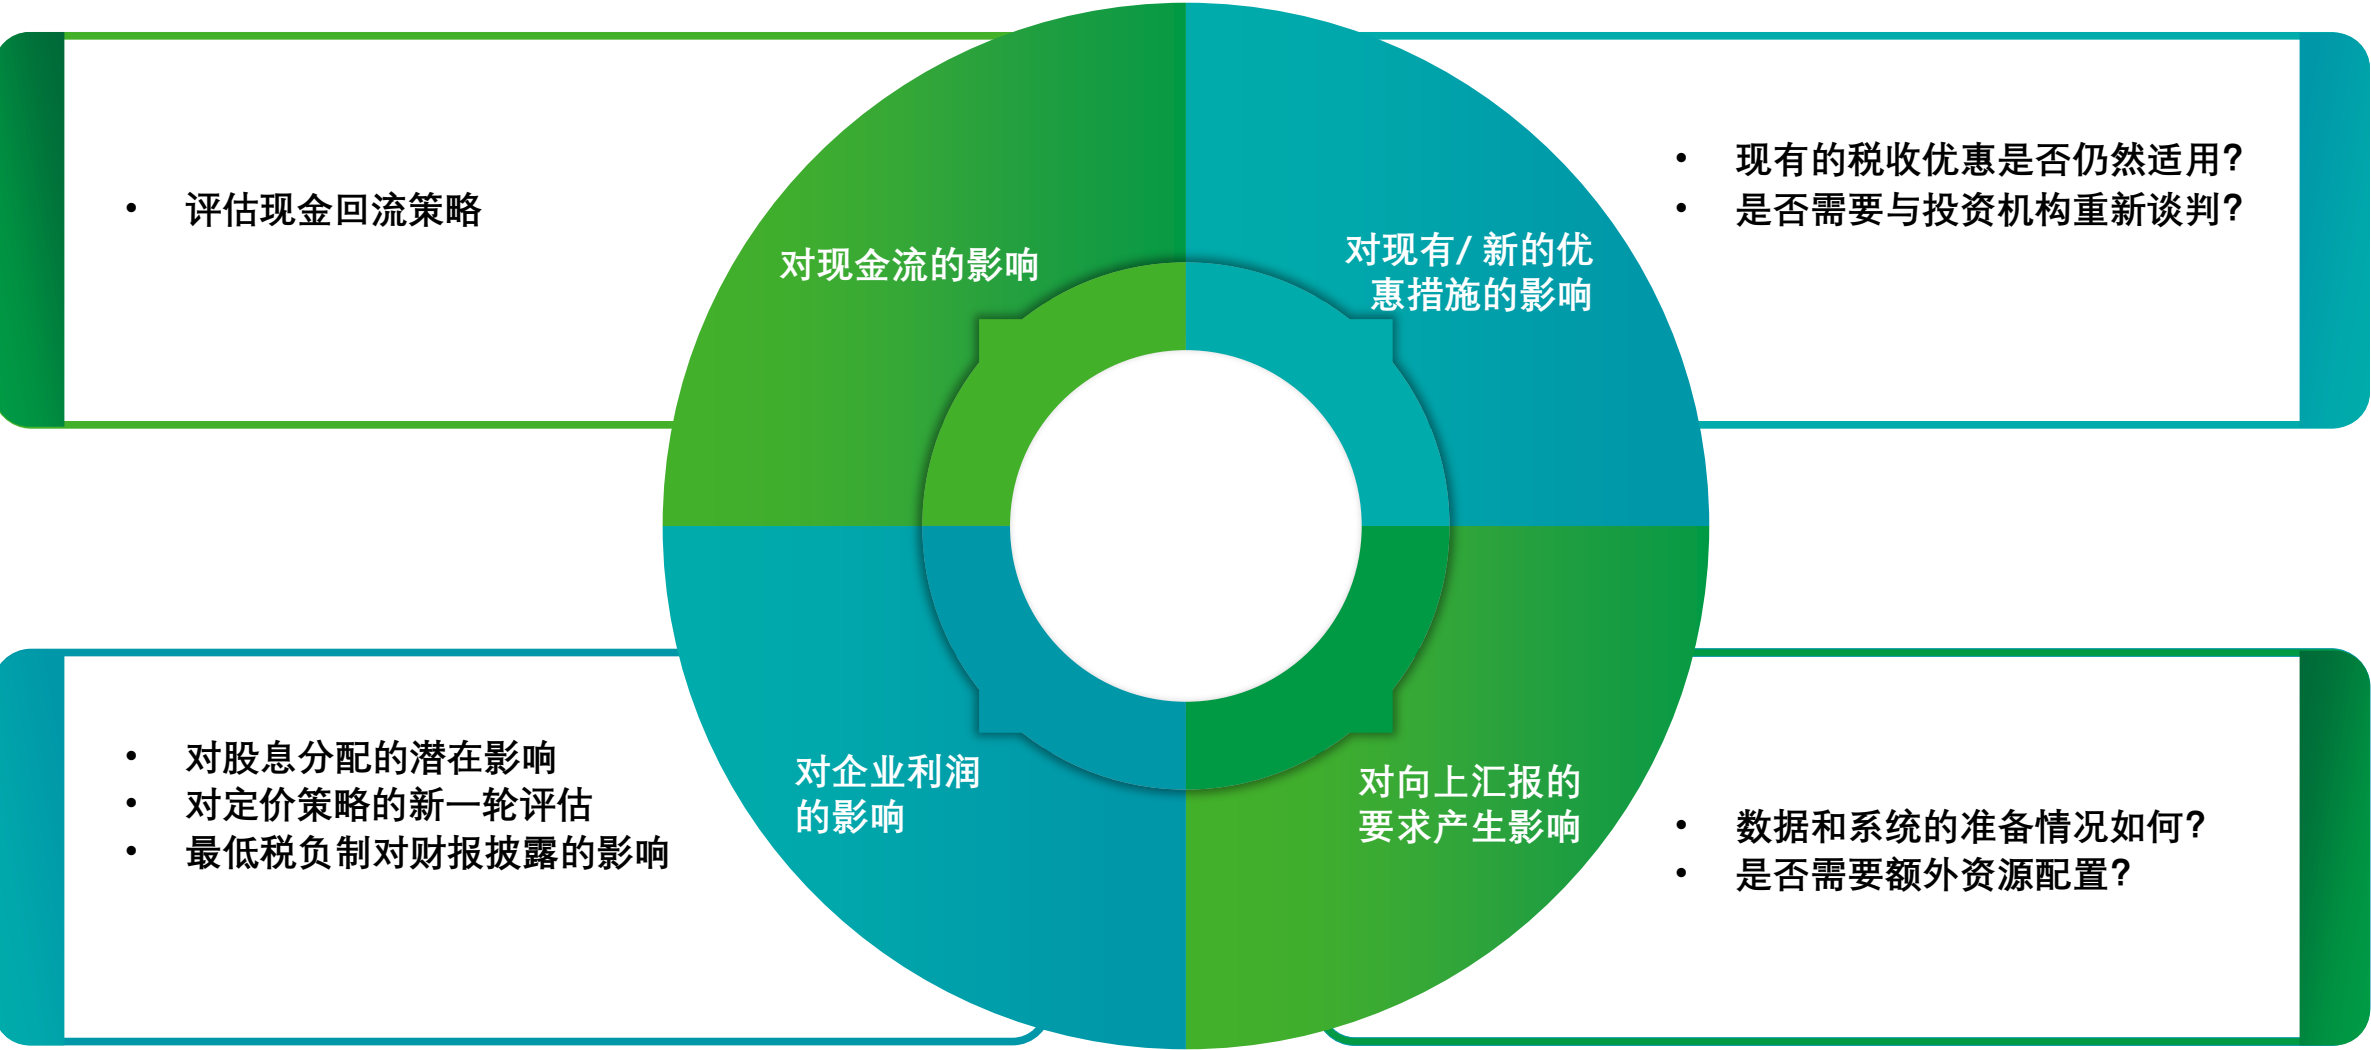 • 评估现金回流策略
对现金流的影响
对现有/ 新的优
惠措施的影响
• 现有的税收优惠是否仍然适用?
• 是否需要与投资机构重新谈判?
• 对股息分配的潜在影响
• 对定价策略的新一轮评估
• 最低税负制对财报披露的影响
对企业利润
的影响
对向上汇报的
要求产生影响
• 数据和系统的准备情况如何?
• 是否需要额外资源配置?